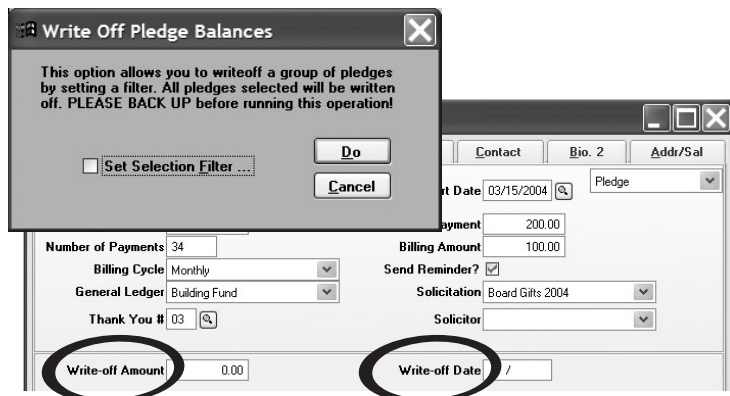 Write Off Pledge Balances
This option allows you to writeoff a group of pledges
by setting a filter. All pledges selected will be written
off. PLEASE BACK UP before running this operation!
Set Selection Filter ...
Do
Cancel
Contact Bio. 2 Addr/Sal
Date 03/15/2004 Pledge
200.00
Number of Payments 34 Billing Amount 100.00
Billing Cycle Monthly Send Reminder?
General Ledger Building Fund Solicitation Board Gifts 2004
Thank You # 03 Solicitor
Write-off Amount 0.00 Write-off Date /